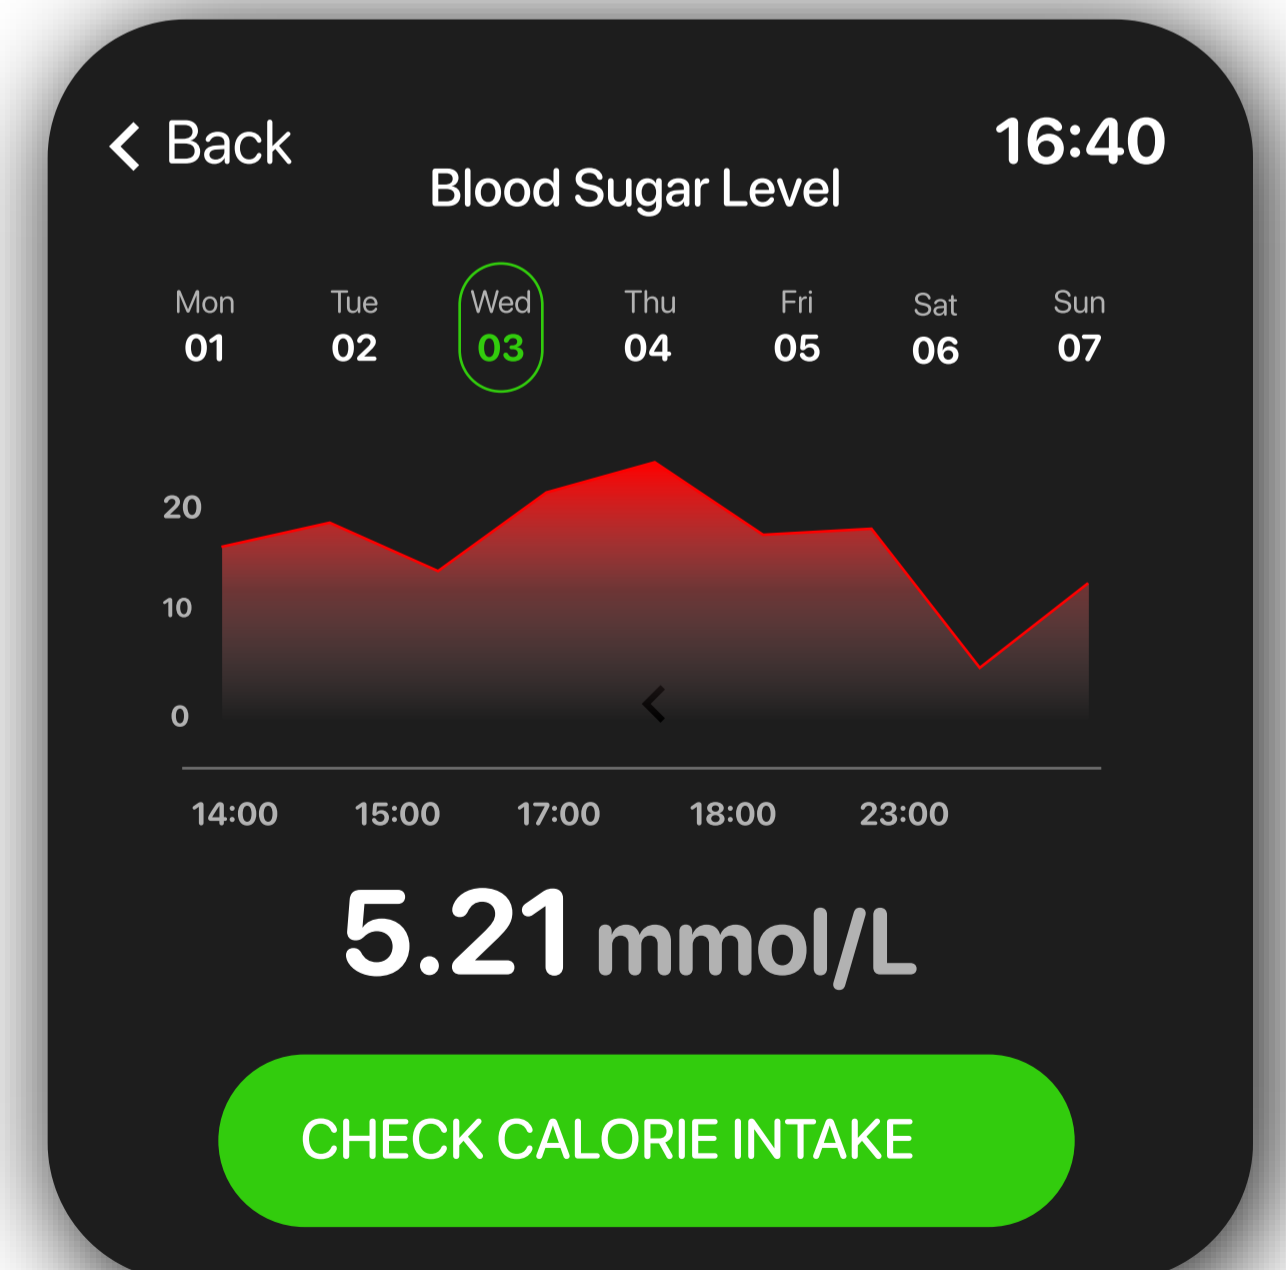 Back
16:40
Blood Sugar Level
Mon Tue Wed Thu Fri Sat Sun
01 02 03 04 05 06 07
20
10
0
14:00 15:00 17:00 18:00 23:00
5.21 mmol/L
CHECK CALORIE INTAKE